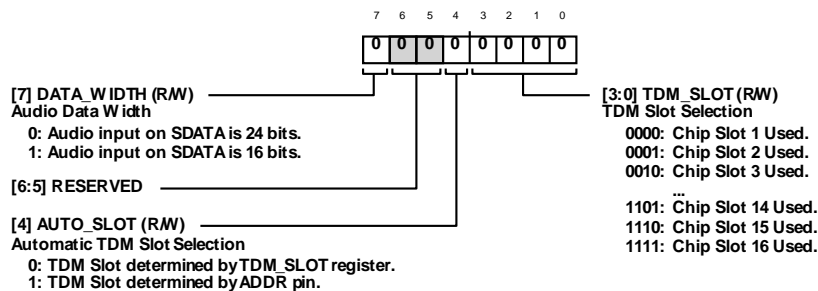 7 6 5 4 3 2 1 0
0 0 0 0 0 0 0 0
[7] DATA_WIDTH (R/W)
Audio Data Width
0: Audio input on SDATA is 24 bits.
1: Audio input on SDATA is 16 bits.
[6:5] RESERVED
[4] AUTO_SLOT (R/W)
Automatic TDM Slot Selection
0: TDM Slot determined by TDM_SLOT register.
1: TDM Slot determined by ADDR pin.
[3:0] TDM_SLOT (R/W)
TDM Slot Selection
0000: Chip Slot 1 Used.
0001: Chip Slot 2 Used.
0010: Chip Slot 3 Used.
...
1101: Chip Slot 14 Used.
1110: Chip Slot 15 Used.
1111: Chip Slot 16 Used.